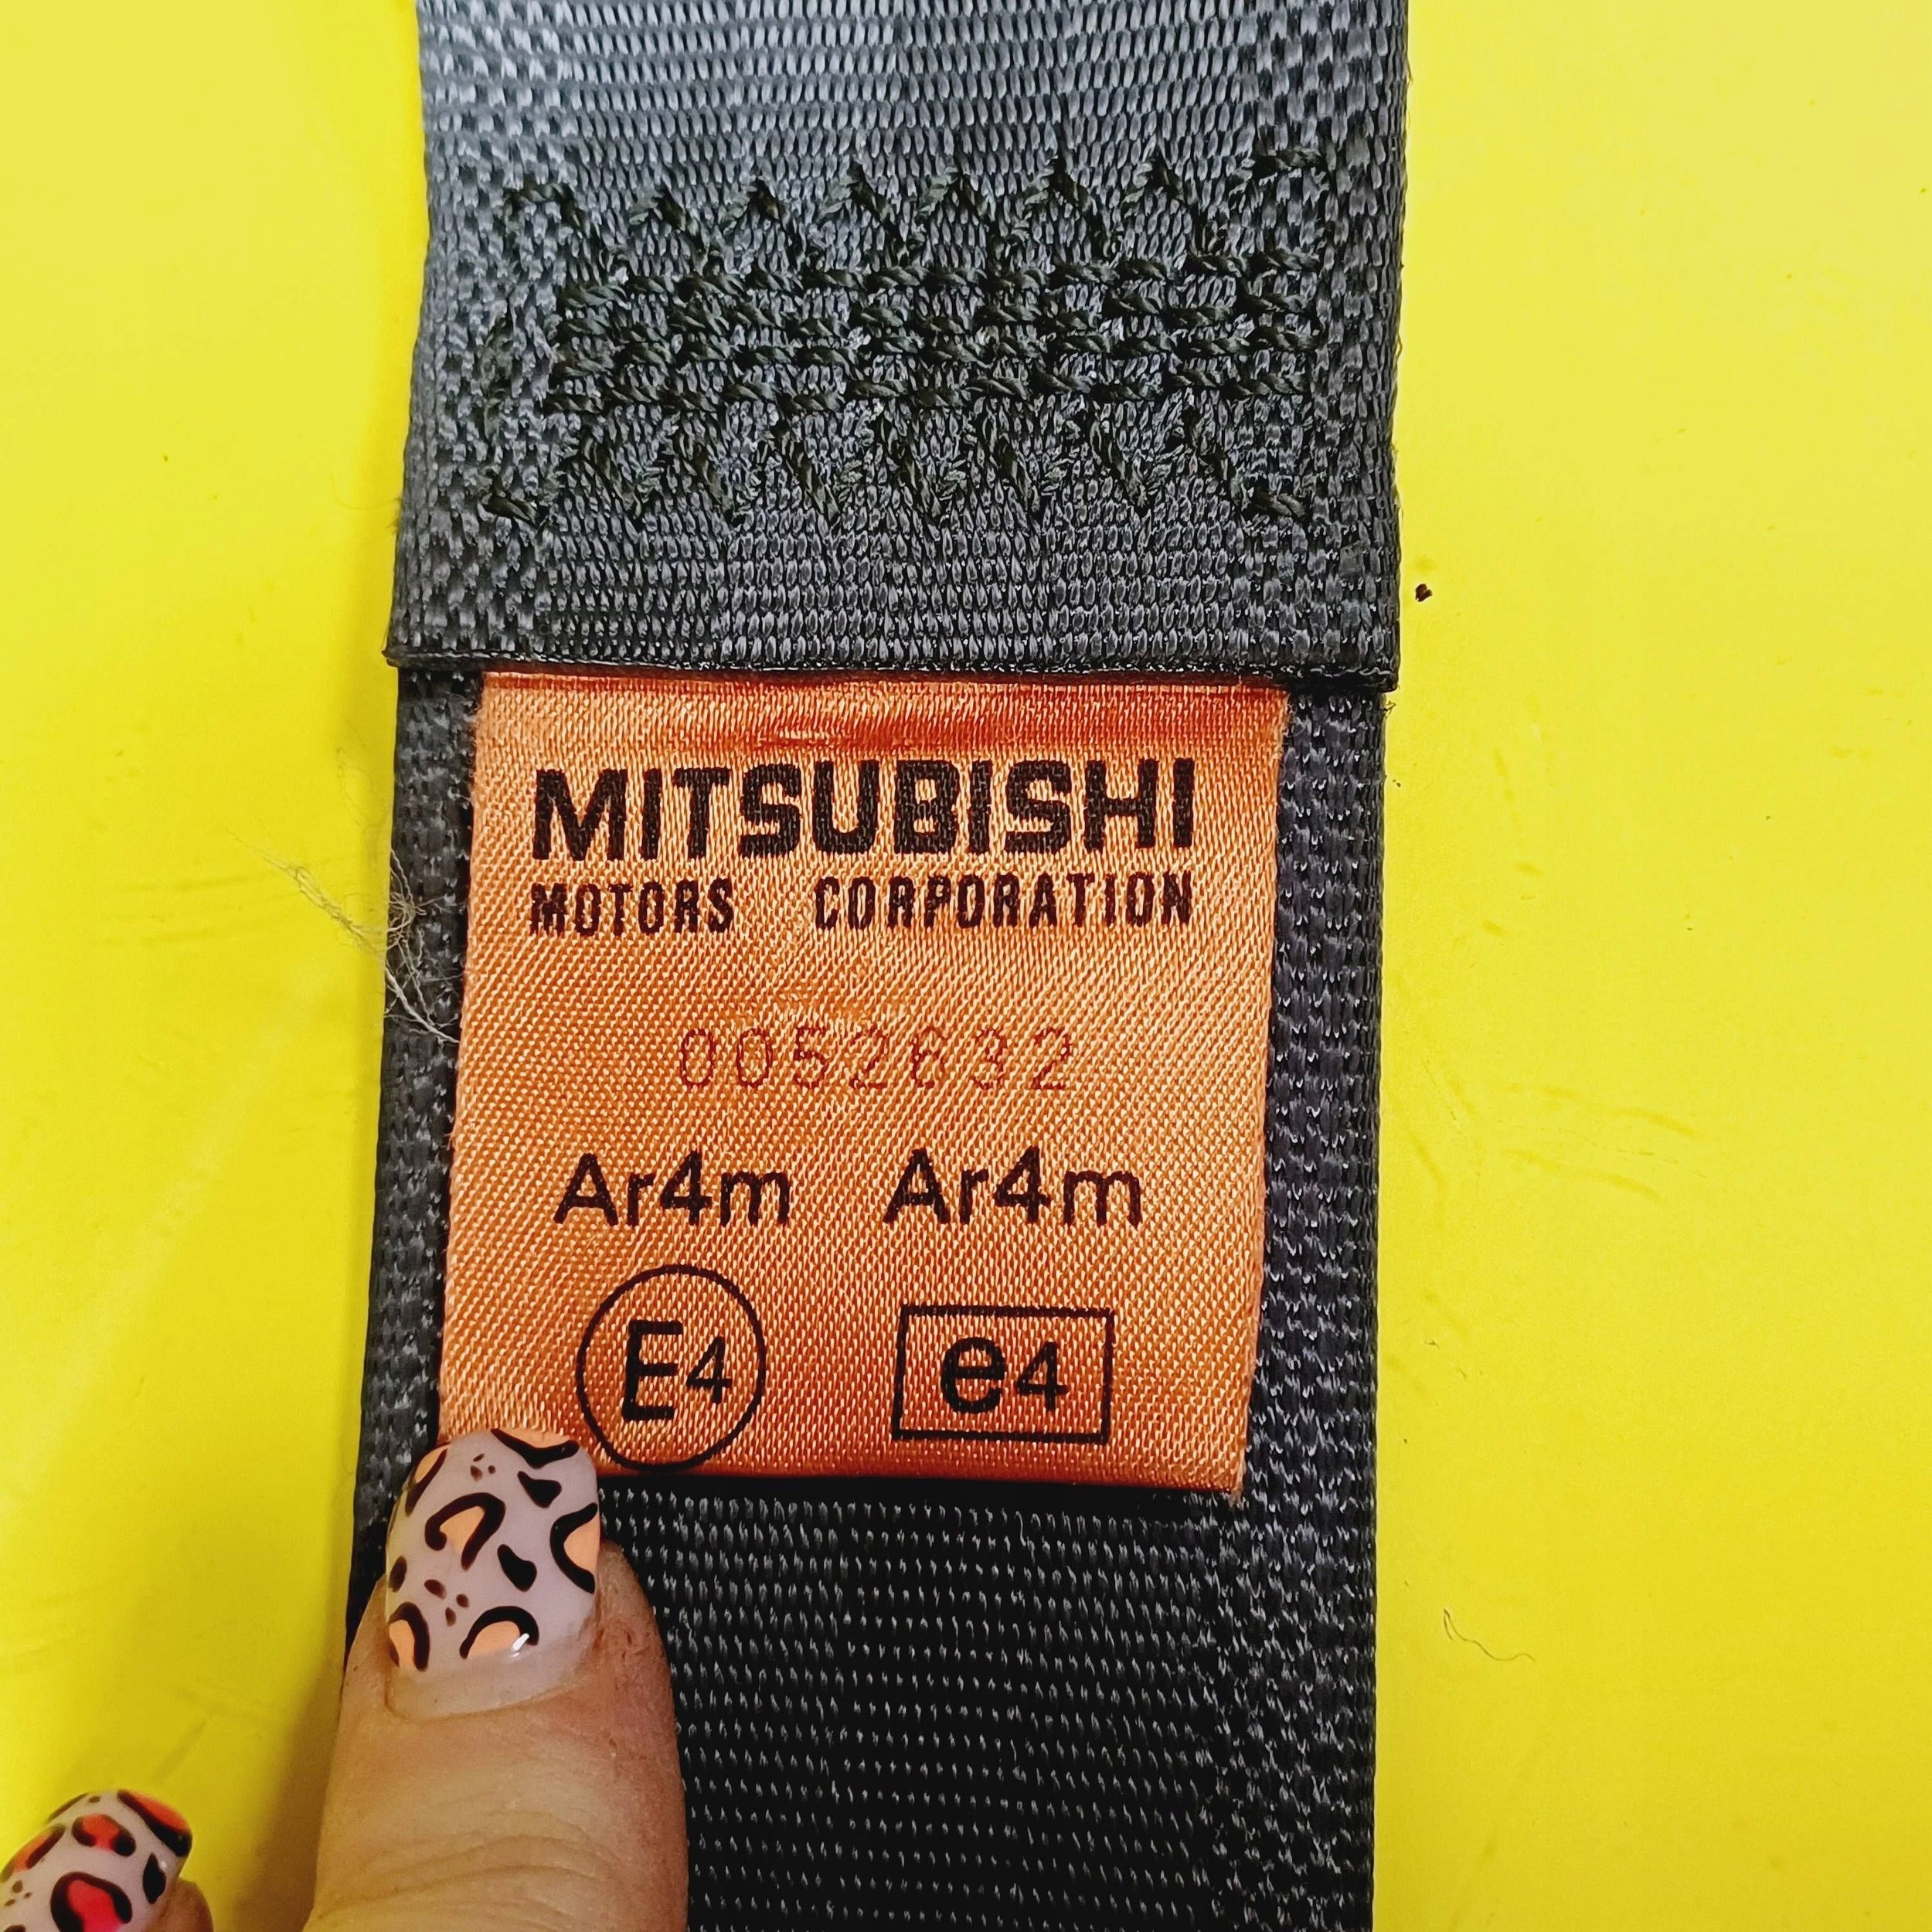 MITSUBISHI
MOTORS CORPORATION
0052632
Ar4m Ar4m
E4 e4